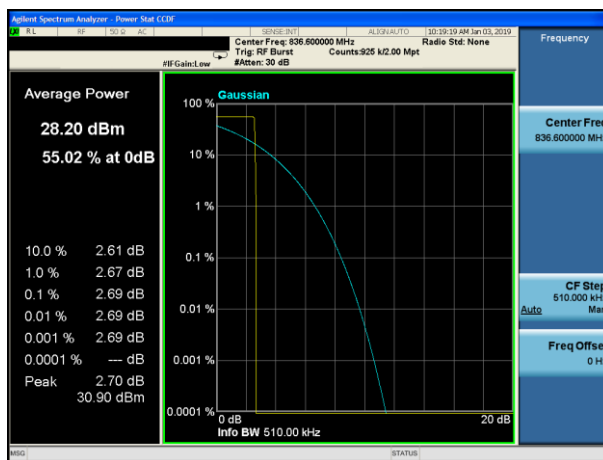 Agilent Spectrum Analyzer - Power Stat CCDF
R L RF 50 Ω AC SENSE:INT ALIGNAUTO 10:19:19 AM Jan 03, 2019
Center Freq: 836.600000 MHz Radio Std: None
Trig: RF Burst Counts:925 k/2.00 Mpt
#IFGain:Low #Atten: 30 dB
Average Power
28.20 dBm
55.02 % at 0dB
10.0 % 2.61 dB
1.0 % 2.67 dB
0.1 % 2.69 dB
0.01 % 2.69 dB
0.001 % 2.69 dB
0.0001 % --- dB
Peak 2.70 dB
30.90 dBm
Gaussian
100 %
10 %
1 %
0.1 %
0.01 %
0.001 %
0.0001 %
0 dB 20 dB
Info BW 510.00 kHz
Frequency
Center Freq
836.600000 MH
CF Step
510.000 kH
Auto Ma
Freq Offse
0 H
MSG STATUS